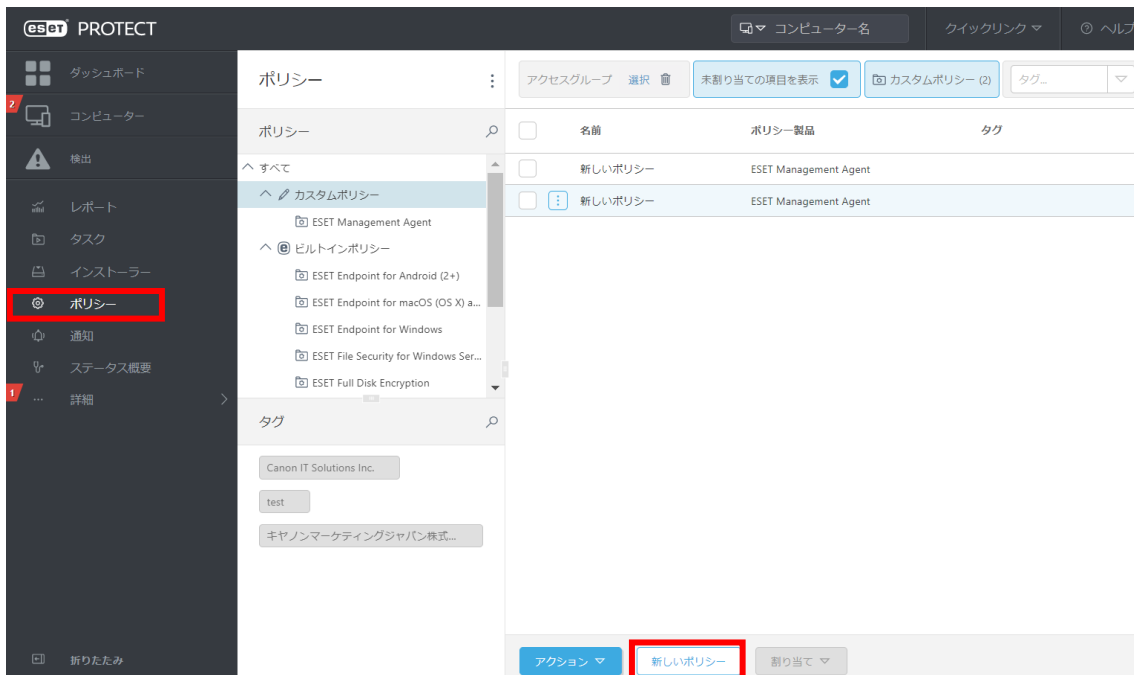 eset PROTECT
コンピューター名
クイックリンク
ヘルプ
ダッシュボード
2
コンピューター
検出
レポート
タスク
インストーラー
ポリシー
通知
ステータス概要
1
詳細
折りたたみ
ポリシー
ポリシー
すべて
カスタムポリシー
ESET Management Agent
ビルトインポリシー
ESET Endpoint for Android (2+)
ESET Endpoint for macOS (OS X) a...
ESET Endpoint for Windows
ESET File Security for Windows Ser...
ESET Full Disk Encryption
タグ
Canon IT Solutions Inc.
test
キヤノンマーケティングジャパン株式...
アクセスグループ 選択 未割り当ての項目を表示 カスタムポリシー (2) タグ...
名前 ポリシー製品 タグ
新しいポリシー ESET Management Agent
新しいポリシー ESET Management Agent
アクション 新しいポリシー 割り当て